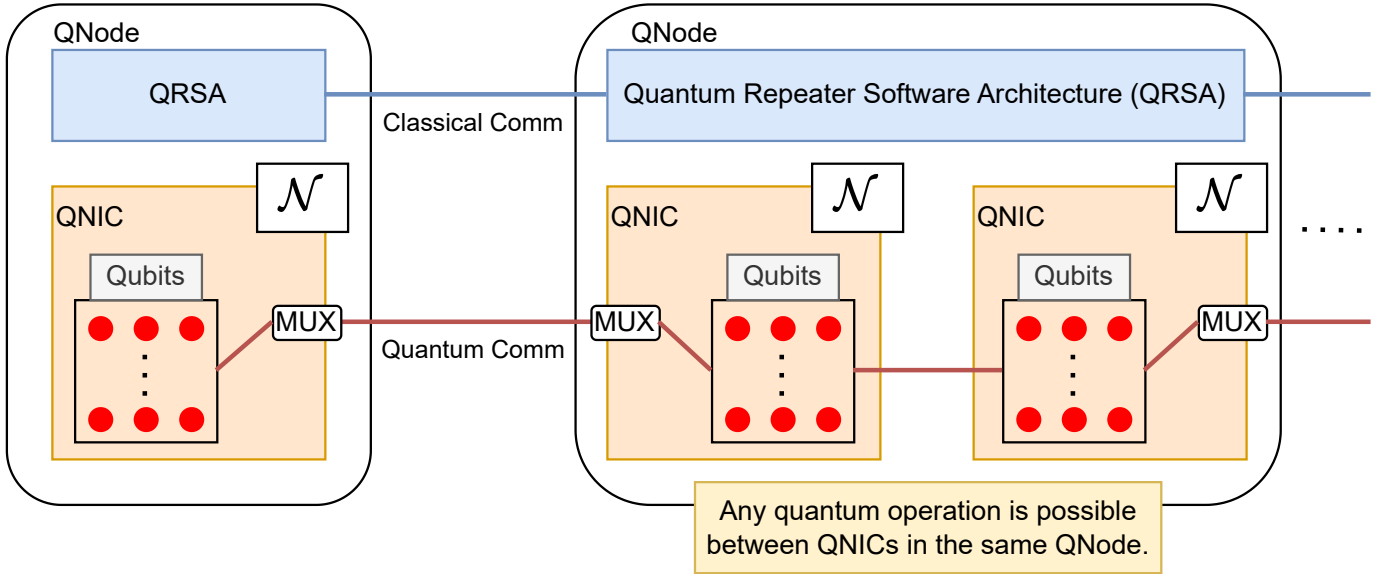 QNode
QRSA
Classical Comm
QNode
Quantum Repeater Software Architecture (QRSA)
𝒩
QNIC
Qubits
MUX
Quantum Comm
𝒩
QNIC
MUX
Qubits
𝒩
QNIC
Qubits
MUX
....
Any quantum operation is possible
between QNICs in the same QNode.